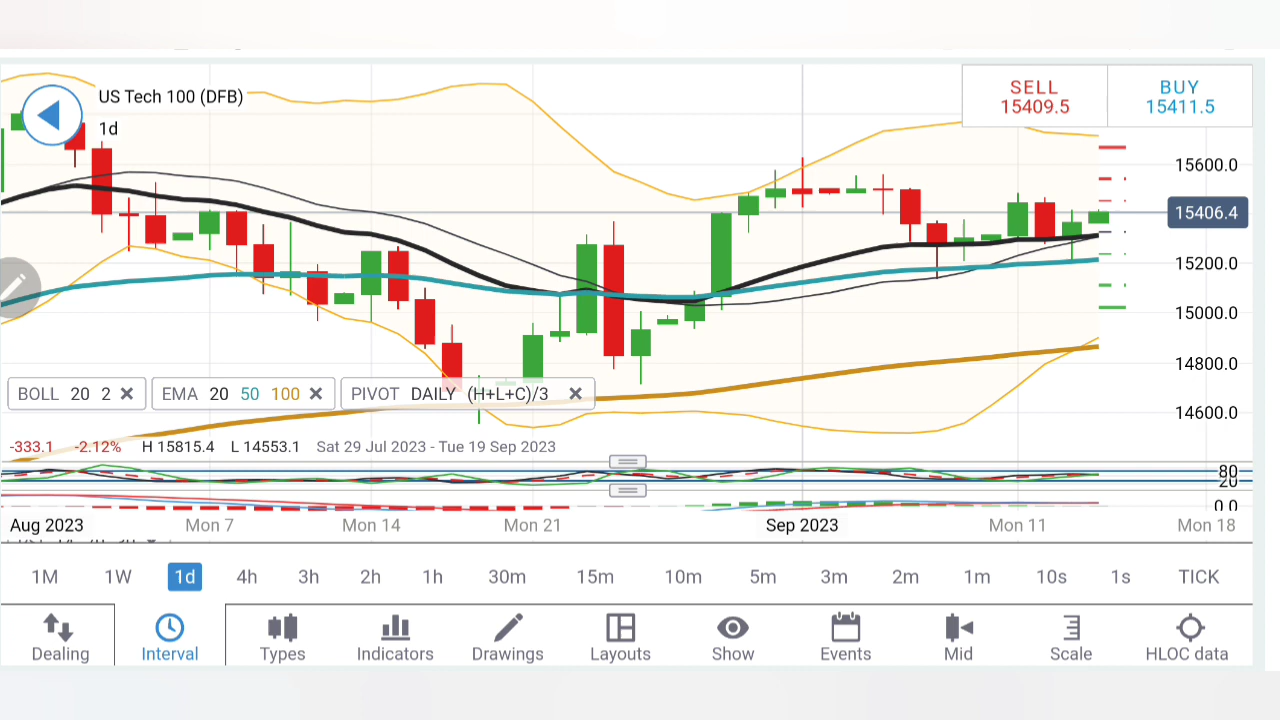 US Tech 100 (DFB)
1d
SELL
15409.5
BUY
15411.5
15600.0
15406.4
15200.0
15000.0
14800.0
14600.0
BOLL 20 2
EMA 20 50 100
PIVOT DAILY (H+L+C)/3
-333.1 -2.12% H 15815.4 L 14553.1 Sat 29 Jul 2023 - Tue 19 Sep 2023
80
20
0.0
Aug 2023 Mon 7 Mon 14 Mon 21 Sep 2023 Mon 11 Mon 18
1M 1W 1d 4h 3h 2h 1h 30m 15m 10m 5m 3m 2m 1m 10s 1s TICK
Dealing Interval Types Indicators Drawings Layouts Show Events Mid Scale HLOC data